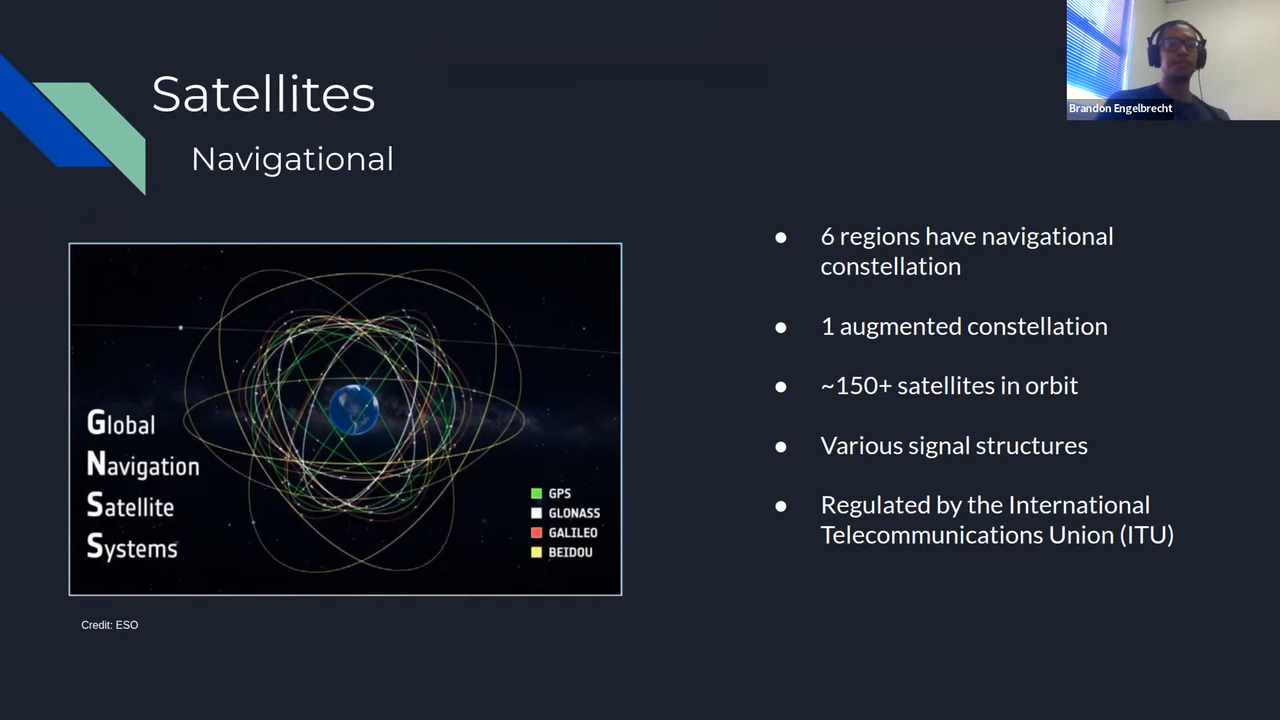 Satellites
Navigational
Brandon Engelbrecht
Global
Navigation
Satellite
Systems
GPS
GLONASS
GALILEO
BEIDOU
Credit: ESO
● 6 regions have navigational
constellation
● 1 augmented constellation
● ~150+ satellites in orbit
● Various signal structures
● Regulated by the International
Telecommunications Union (ITU)